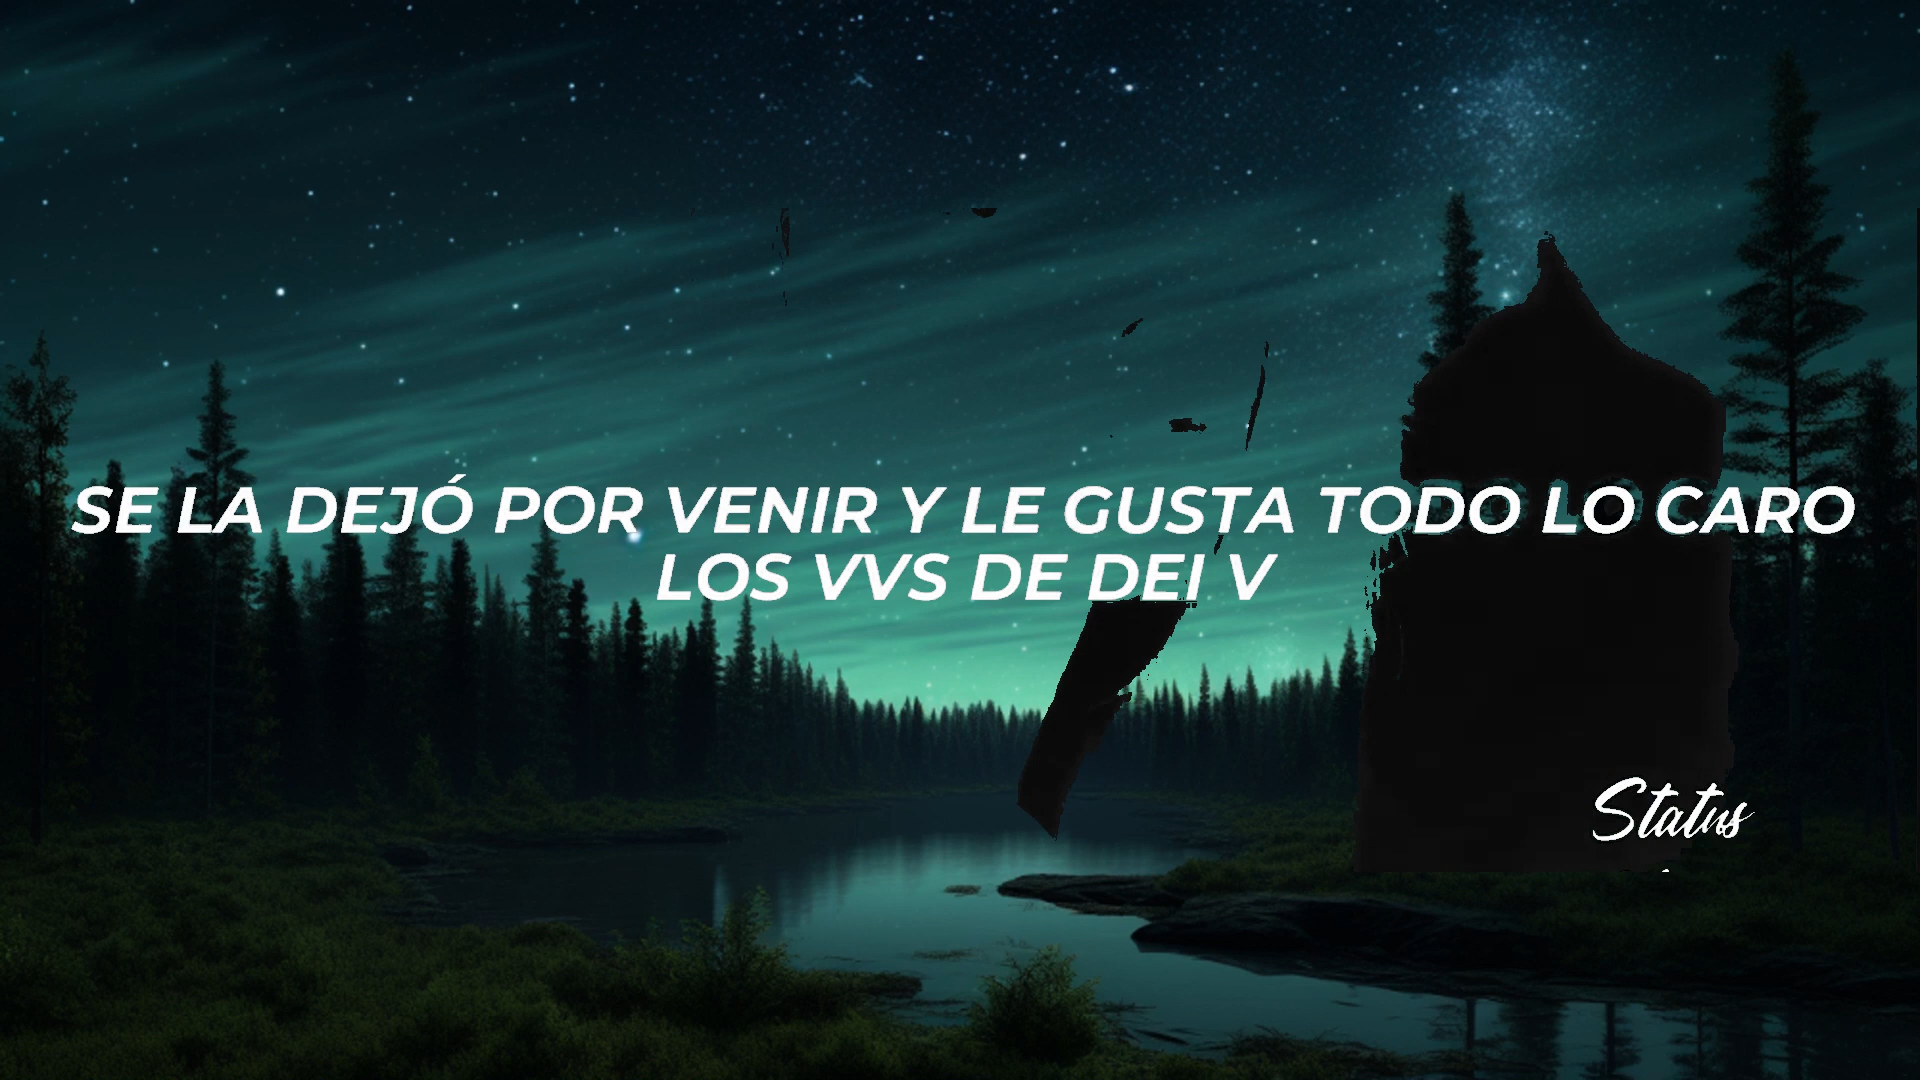 SE LA DEJÓ POR VENIR Y LE GUSTA TODO LO CARO
LOS VVS DE DEI V
Status